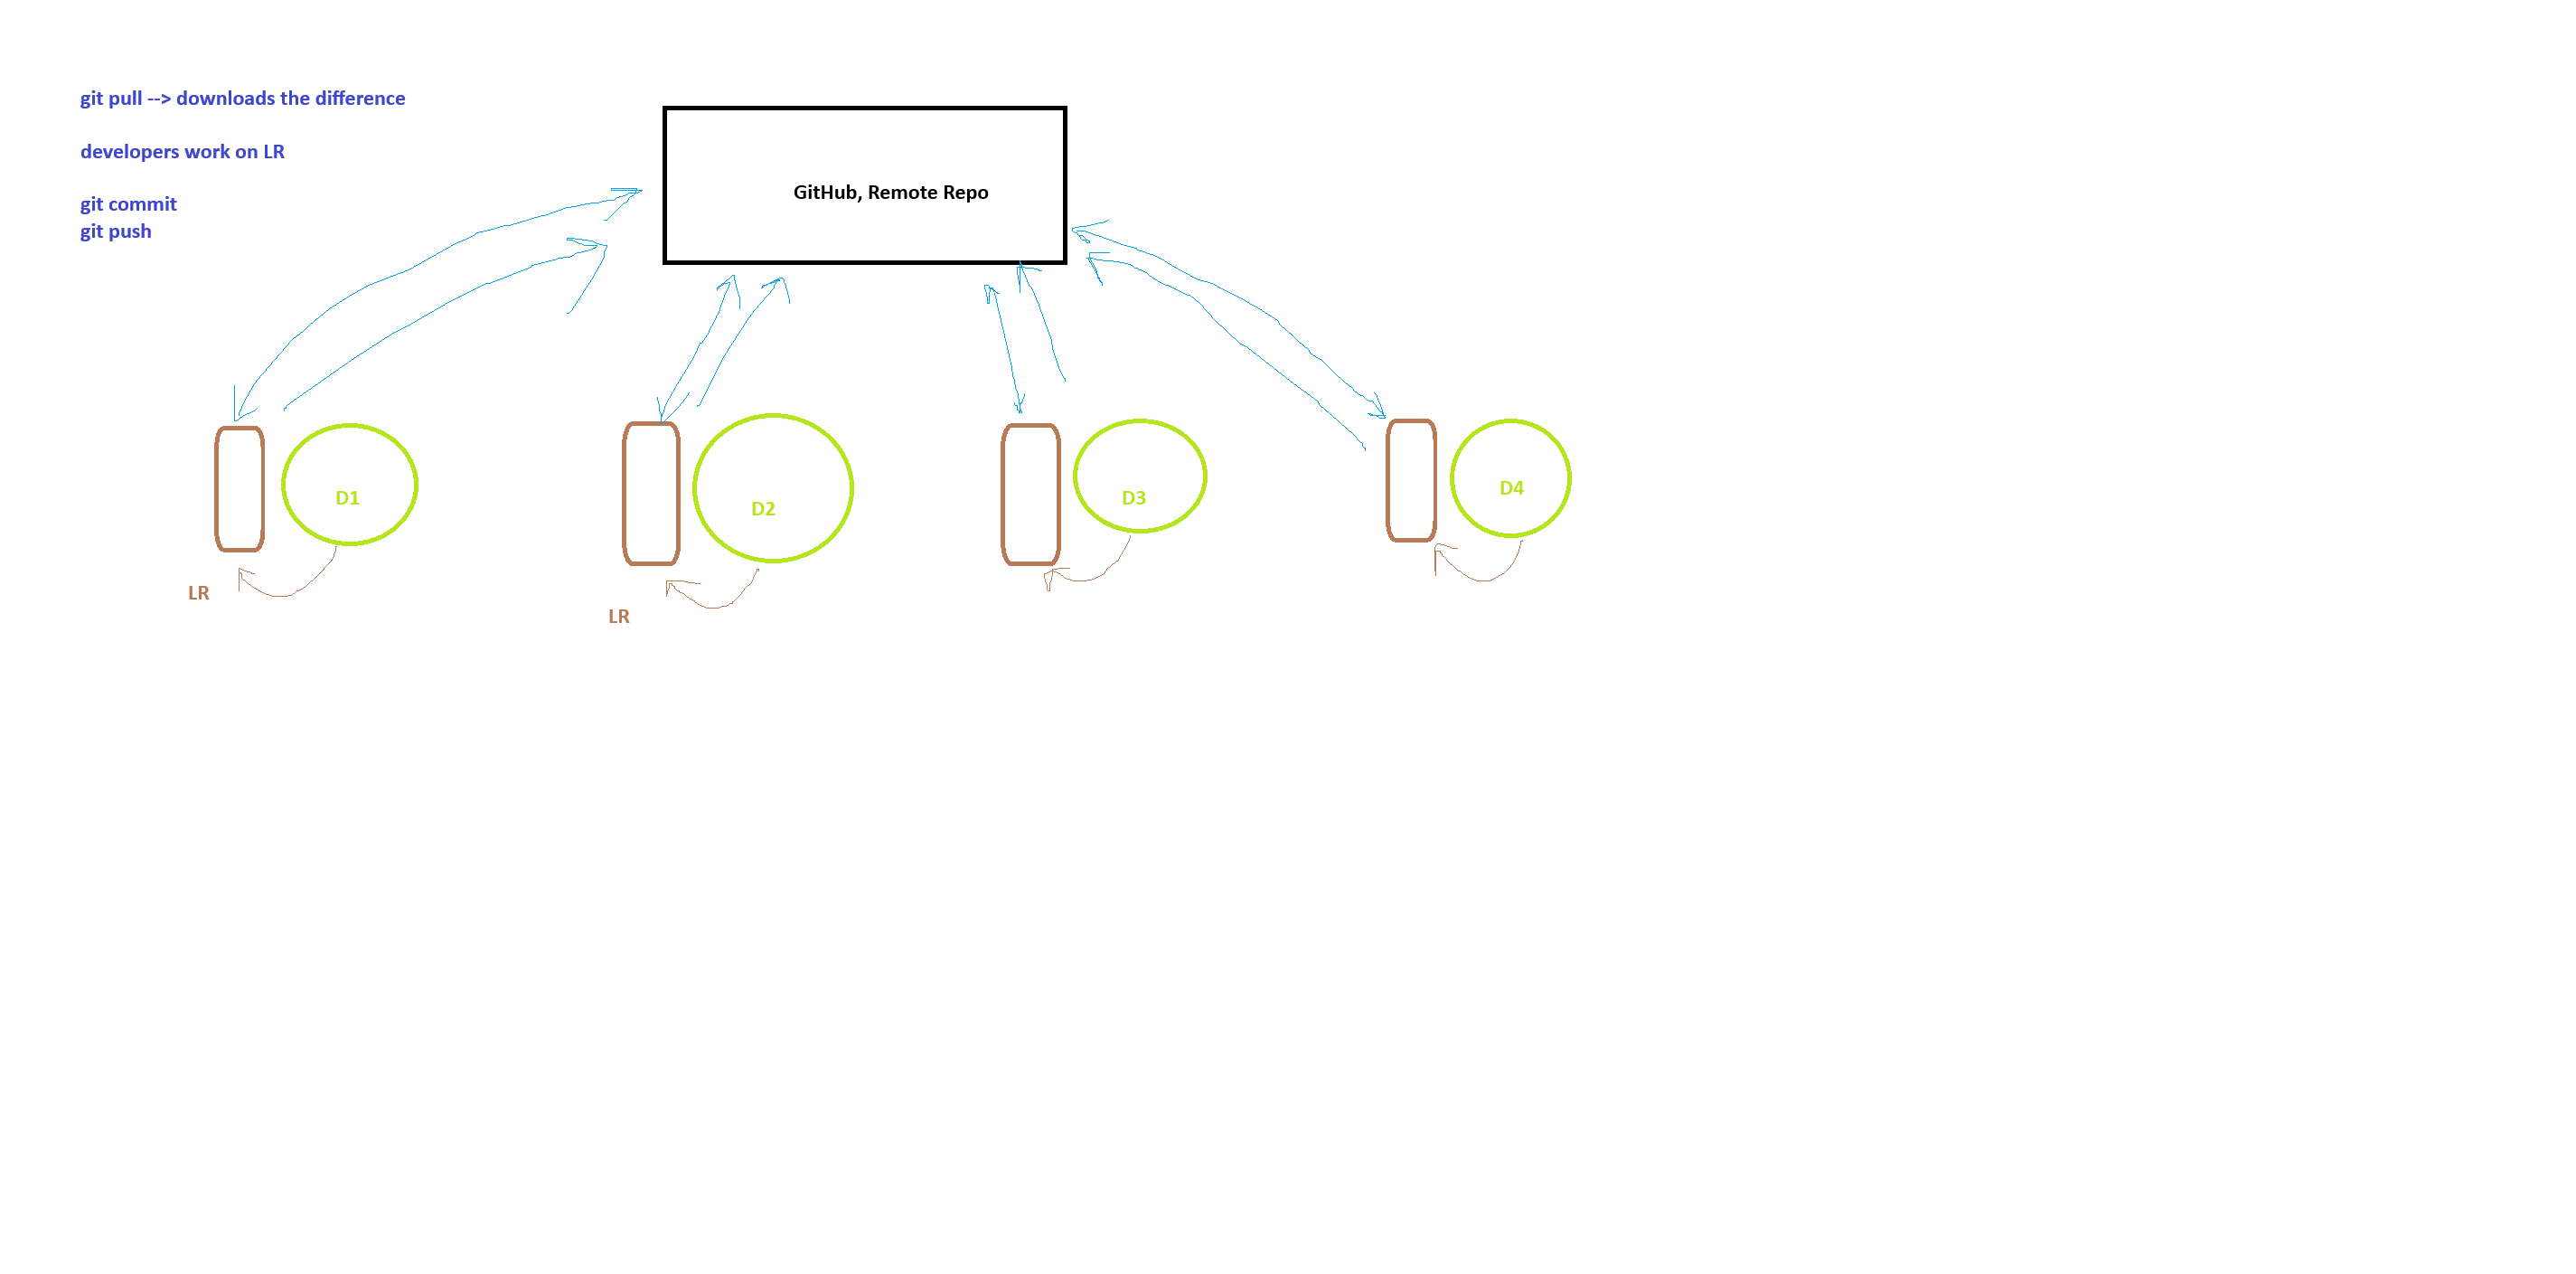 git pull --> downloads the difference
developers work on LR
git commit
git push
GitHub, Remote Repo
D1
D2
D3
D4
LR
LR